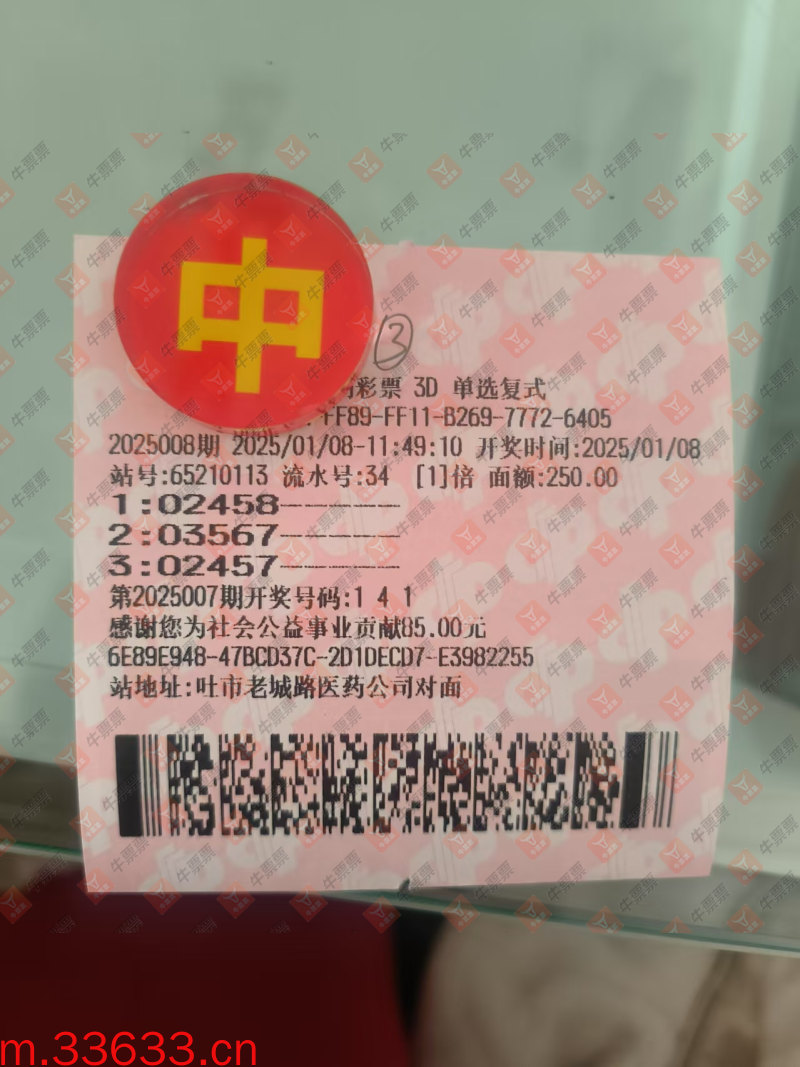 中
③
彩票 3D 单选复式
FF89-FF11-B269-7772-6405
2025008期 2025/01/08-11:49:10 开奖时间:2025/01/08
站号:65210113 流水号:34 [1]倍 面额:250.00
1:02458-------
2:03567-------
3:02457-------
第2025007期开奖号码:1 4 1
感谢您为社会公益事业贡献85.00元
6E89E948-47BCD37C-2D1DECD7-E3982255
站地址:吐市老城路医药公司对面
牛票票
m.33633.cn